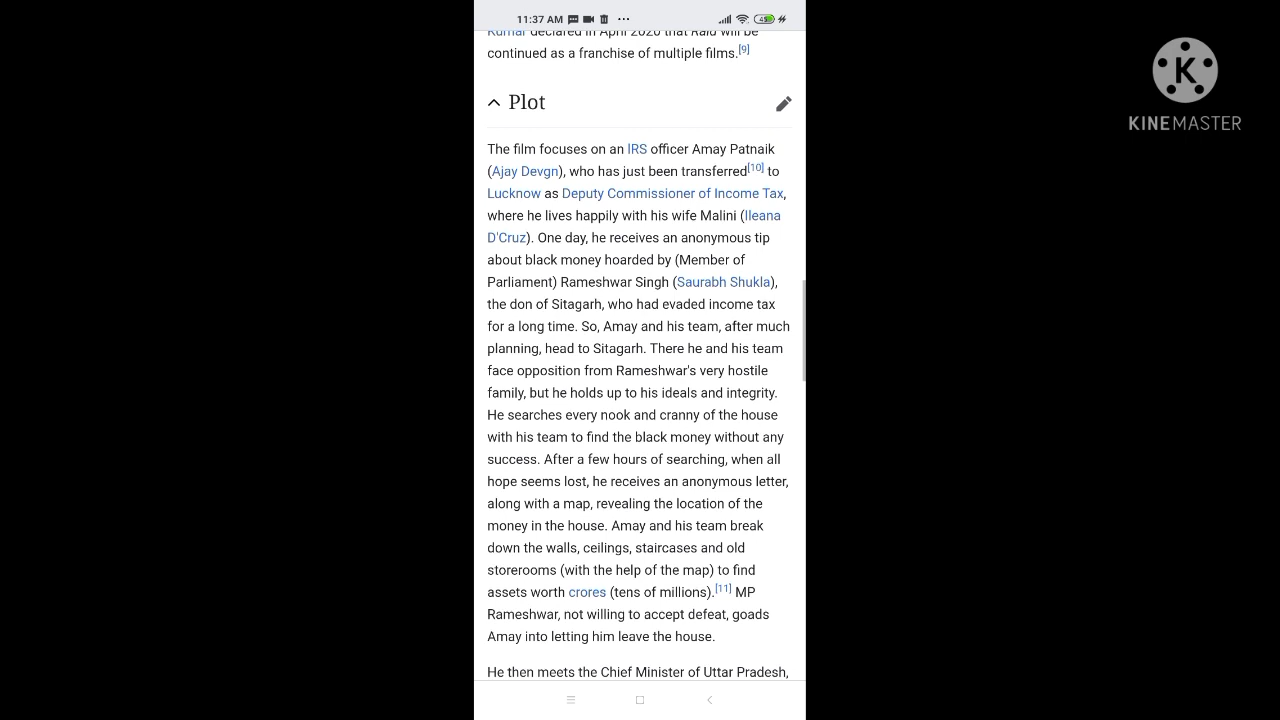 11:37 AM
45
Kumar declared in April 2020 that Raid will be
continued as a franchise of multiple films.[9]
Plot
The film focuses on an IRS officer Amay Patnaik
(Ajay Devgn), who has just been transferred[10] to
Lucknow as Deputy Commissioner of Income Tax,
where he lives happily with his wife Malini (Ileana
D'Cruz). One day, he receives an anonymous tip
about black money hoarded by (Member of
Parliament) Rameshwar Singh (Saurabh Shukla),
the don of Sitagarh, who had evaded income tax
for a long time. So, Amay and his team, after much
planning, head to Sitagarh. There he and his team
face opposition from Rameshwar's very hostile
family, but he holds up to his ideals and integrity.
He searches every nook and cranny of the house
with his team to find the black money without any
success. After a few hours of searching, when all
hope seems lost, he receives an anonymous letter,
along with a map, revealing the location of the
money in the house. Amay and his team break
down the walls, ceilings, staircases and old
storerooms (with the help of the map) to find
assets worth crores (tens of millions).[11] MP
Rameshwar, not willing to accept defeat, goads
Amay into letting him leave the house.
He then meets the Chief Minister of Uttar Pradesh,
K
KINEMASTER